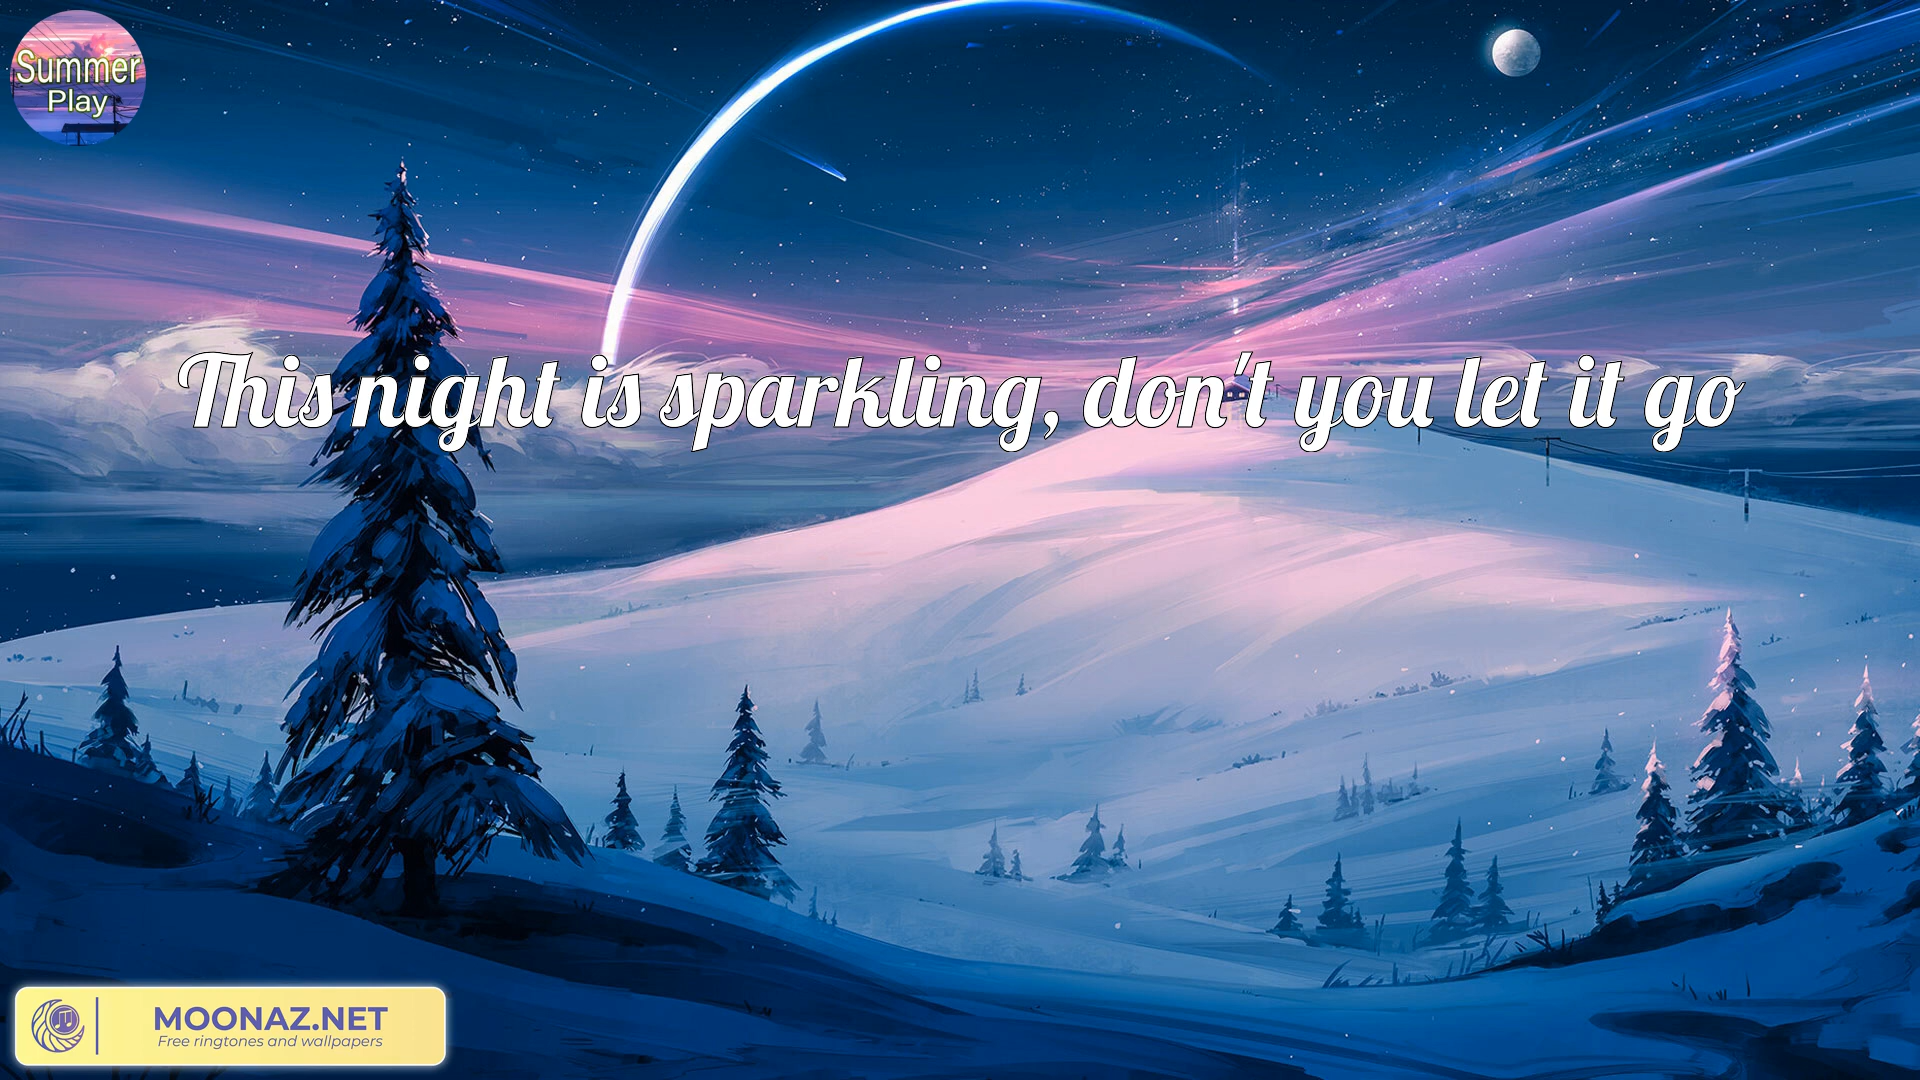 Summer
Play
This night is sparkling, don't you let it go
MOONAZ.NET
Free ringtones and wallpapers